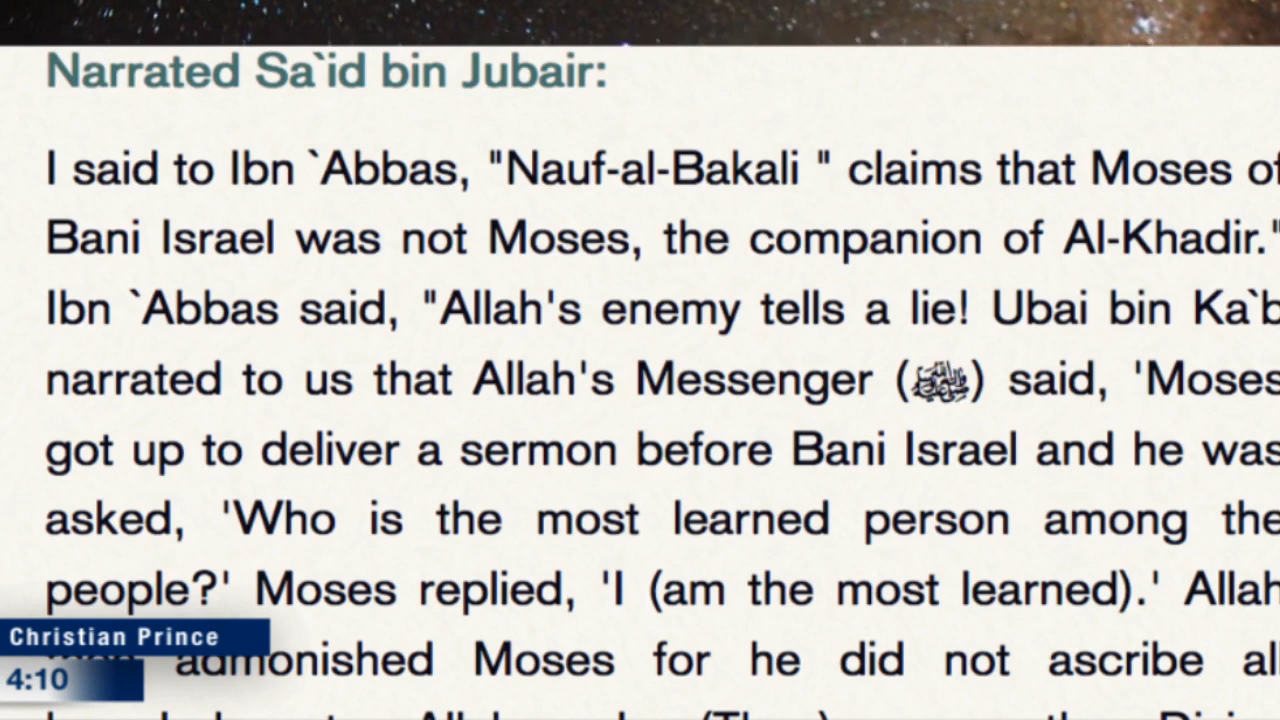 Narrated Sa`id bin Jubair:
I said to Ibn `Abbas, "Nauf-al-Bakali " claims that Moses of
Bani Israel was not Moses, the companion of Al-Khadir."
Ibn `Abbas said, "Allah's enemy tells a lie! Ubai bin Ka`b
narrated to us that Allah's Messenger (ﷺ) said, 'Moses
got up to deliver a sermon before Bani Israel and he was
asked, 'Who is the most learned person among the
people?' Moses replied, 'I (am the most learned).' Allah
Christian Prince
admonished Moses for he did not ascribe all
4:10